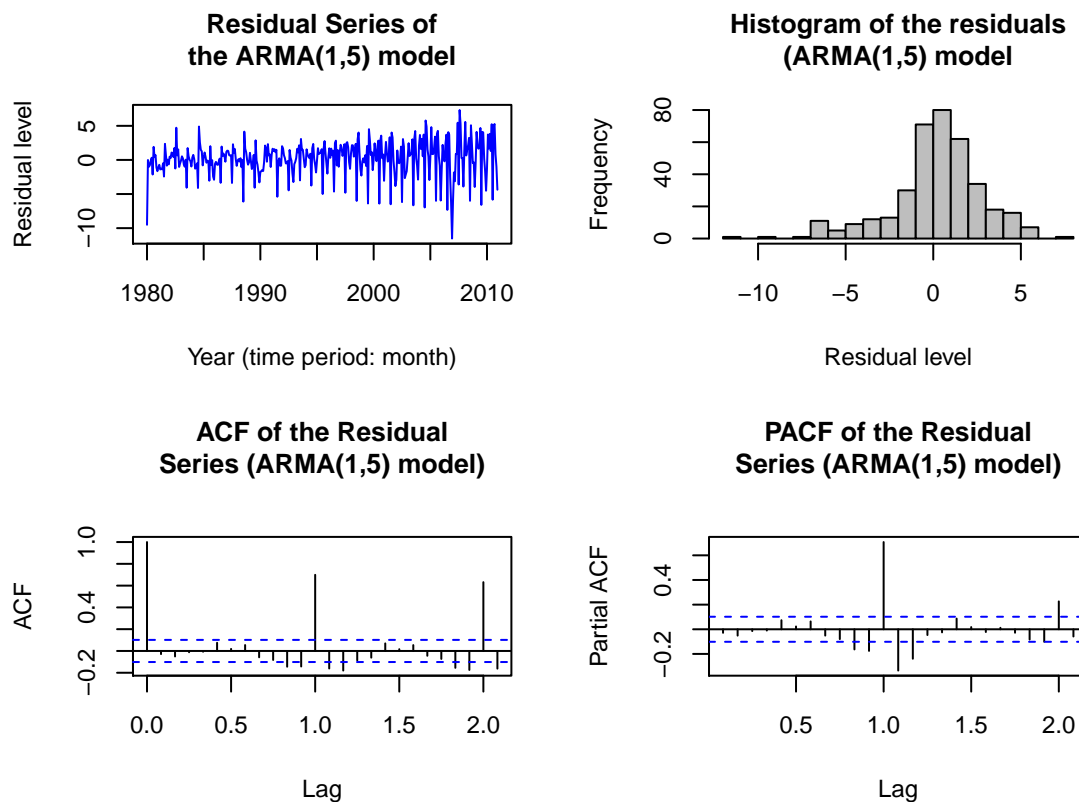 Residual Series of
the ARMA(1,5) model
Residual level
5
0
−10
1980
1990
2000
2010
Year (time period: month)
Histogram of the residuals
(ARMA(1,5) model
Frequency
80
40
0
−10
−5
0
5
Residual level
ACF of the Residual
Series (ARMA(1,5) model)
ACF
1.0
0.4
−0.2
0.0
0.5
1.0
1.5
2.0
Lag
PACF of the Residual
Series (ARMA(1,5) model)
Partial ACF
0.4
−0.2
0.5
1.0
1.5
2.0
Lag